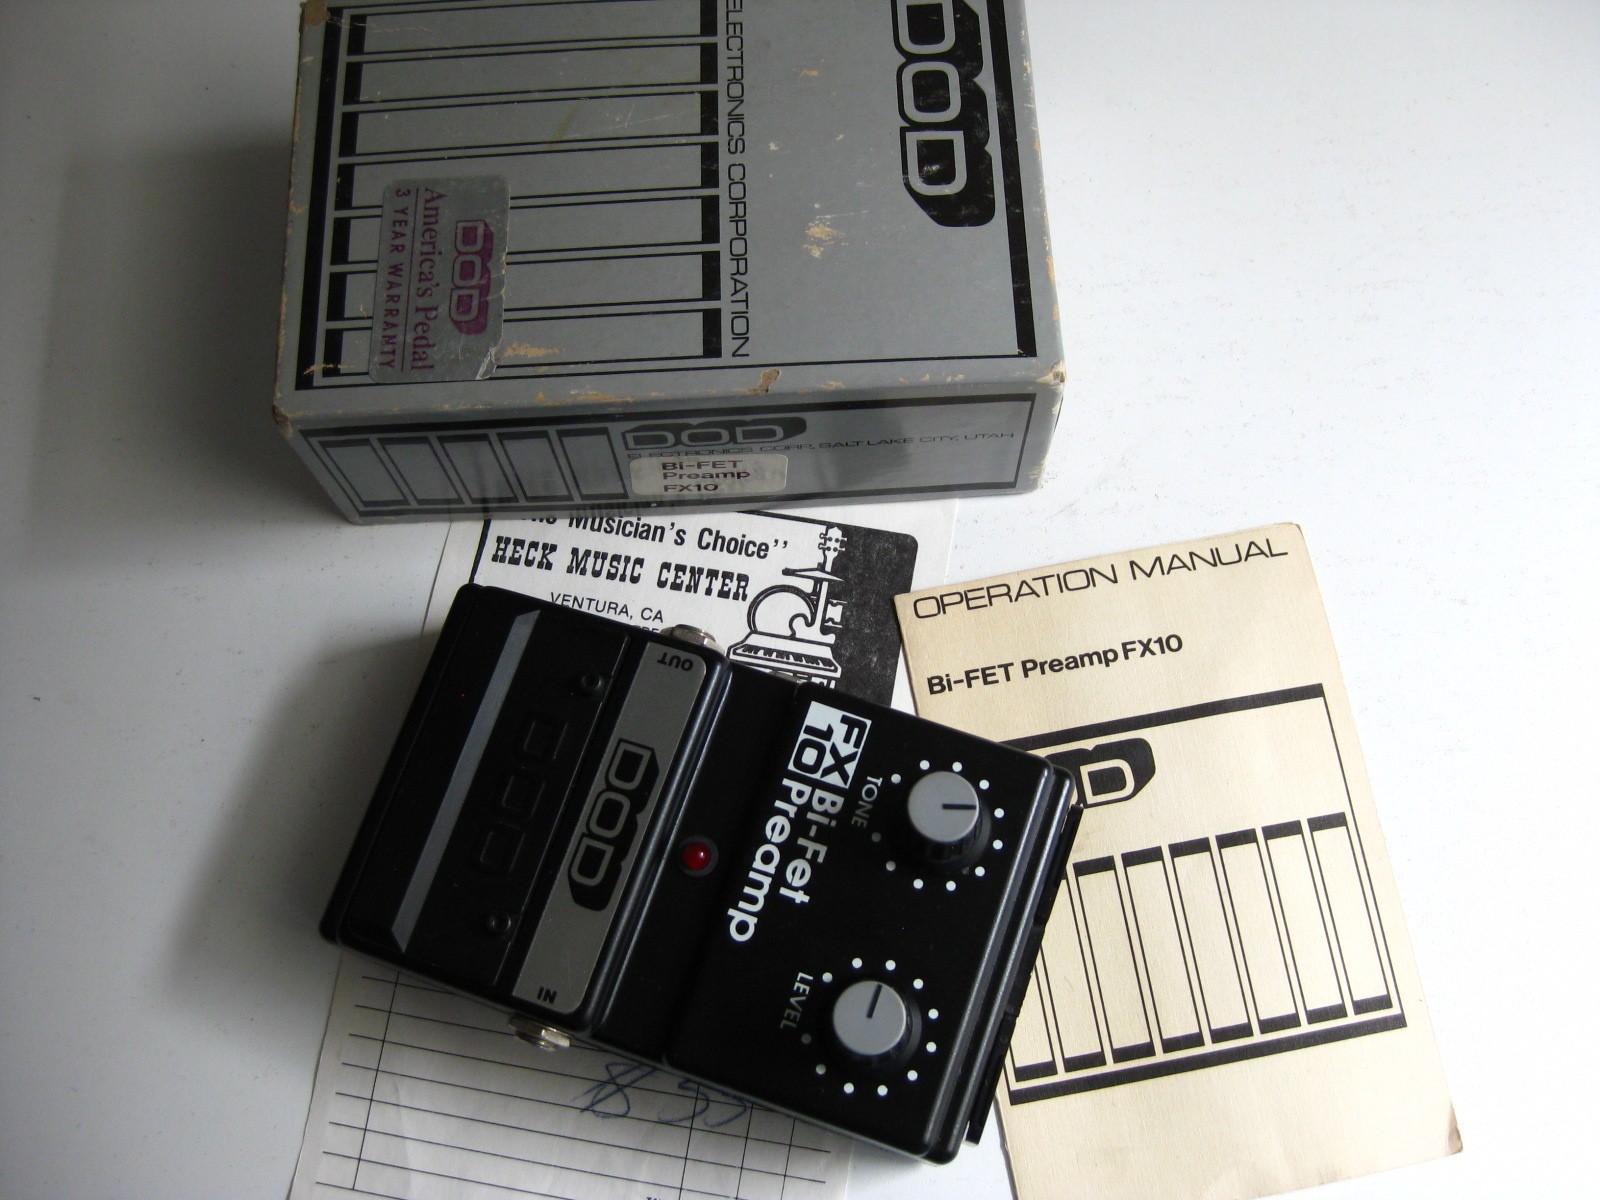 DOD
ELECTRONICS CORPORATION
DOD
America's Pedal
3 YEAR WARRANTY
DOD
ELECTRONICS CORP. SALT LAKE CITY, UTAH
Bi-FET
Preamp
FX10
Musician's Choice"
HECK MUSIC CENTER
VENTURA, CA
OPERATION MANUAL
Bi-FET Preamp FX10
OUT
DOD
IN
DOD
FX
10
Bi-Fet
Preamp
TONE
LEVEL